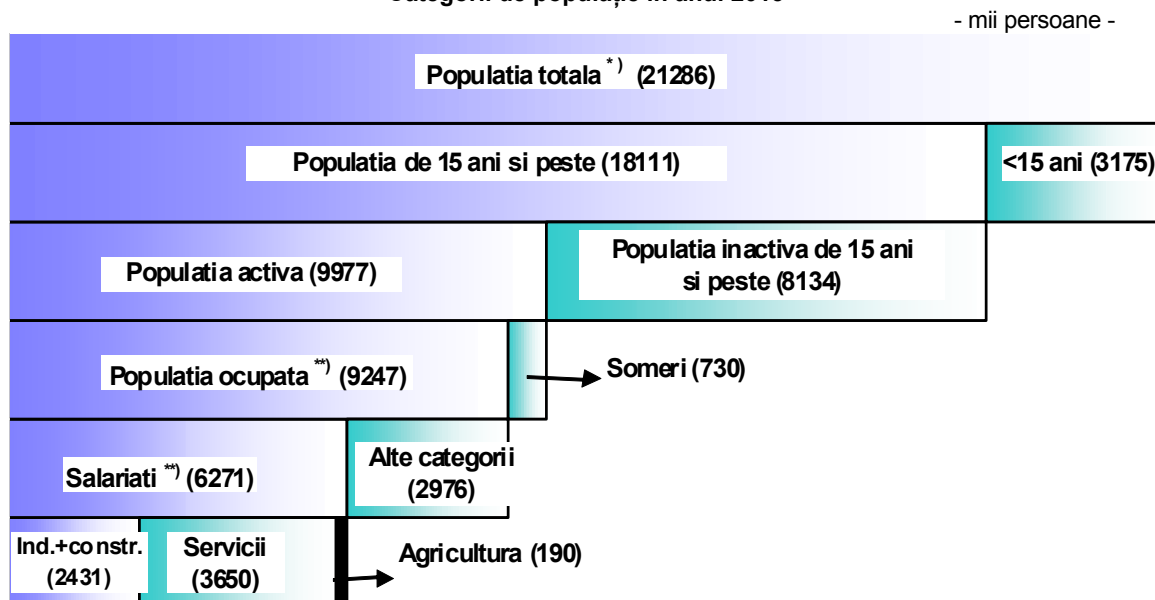 - mii persoane -
Populatia totala *) (21286)
Populatia de 15 ani si peste (18111)
<15 ani (3175)
Populatia activa (9977)
Populatia inactiva de 15 ani
si peste (8134)
Populatia ocupata **) (9247)
Someri (730)
Salariati **) (6271)
Alte categorii
(2976)
Ind.+constr.
(2431)
Servicii
(3650)
Agricultura (190)